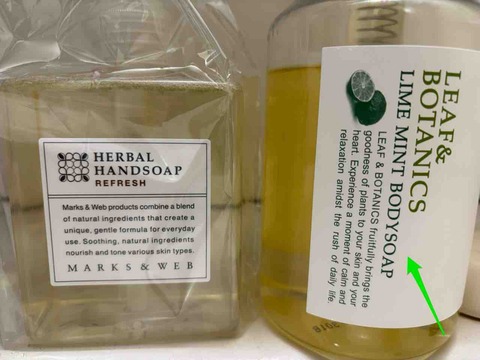 HERBAL
HANDSOAP
REFRESH
Marks & Web products combine a blend
of natural ingredients that create a
unique, gentle formula for everyday
use. Soothing, natural ingredients
nourish and tone various skin types.
MARKS & WEB
LEAF &
BOTANICS
LIME MINT BODYSOAP
LEAF & BOTANICS fruitfully brings the
goodness of plants to your skin and your
heart. Experience a moment of calm and
relaxation amidst the rush of daily life.